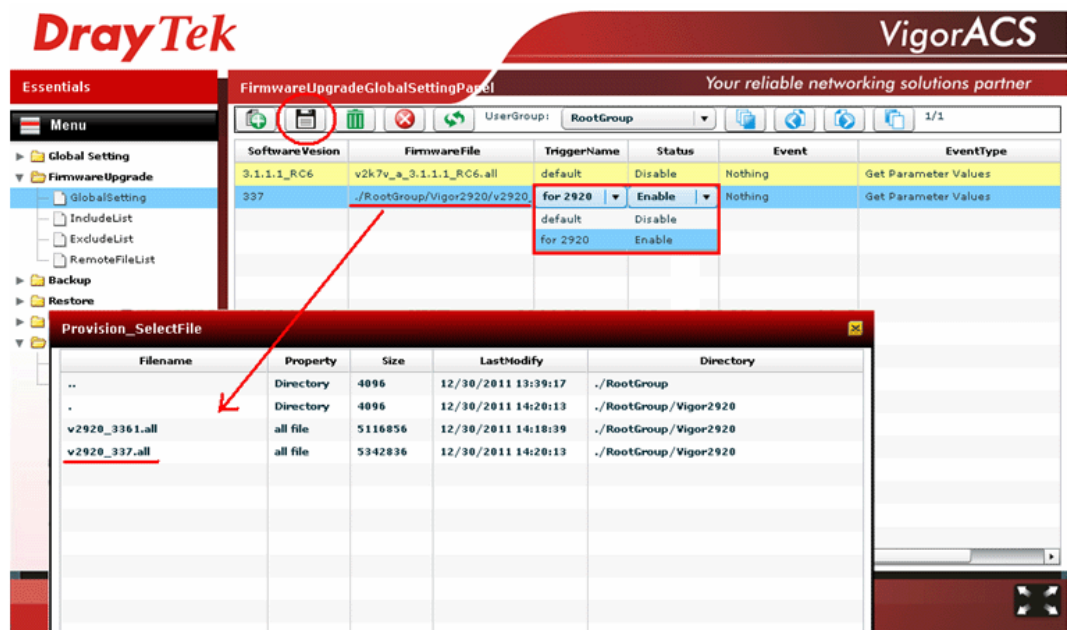 DrayTek
VigorACS
Essentials
FirmwareUpgradeGlobalSettingPanel
Your reliable networking solutions partner
Menu
UserGroup: RootGroup 1/1
Global Setting
FirmwareUpgrade
GlobalSetting
IndudeList
ExcludeList
RemoteFileList
Backup
Restore
SoftwareVesion FirmwareFile TriggerName Status Event EventType
3.1.1.1_RC6 v2k7v_a_3.1.1.1_RC6.all default Disable Nothing Get Parameter Values
337 ./RootGroup/Vigor2920/v2920_ for 2920 Enable Nothing Get Parameter Values
default Disable
for 2920 Enable
Provision_SelectFile
Filename Property Size LastModify Directory
.. Directory 4096 12/30/2011 13:39:17 ./RootGroup
. Directory 4096 12/30/2011 14:20:13 ./RootGroup/Vigor2920
v2920_3361.all all file 5116856 12/30/2011 14:18:39 ./RootGroup/Vigor2920
v2920_337.all all file 5342836 12/30/2011 14:20:13 ./RootGroup/Vigor2920